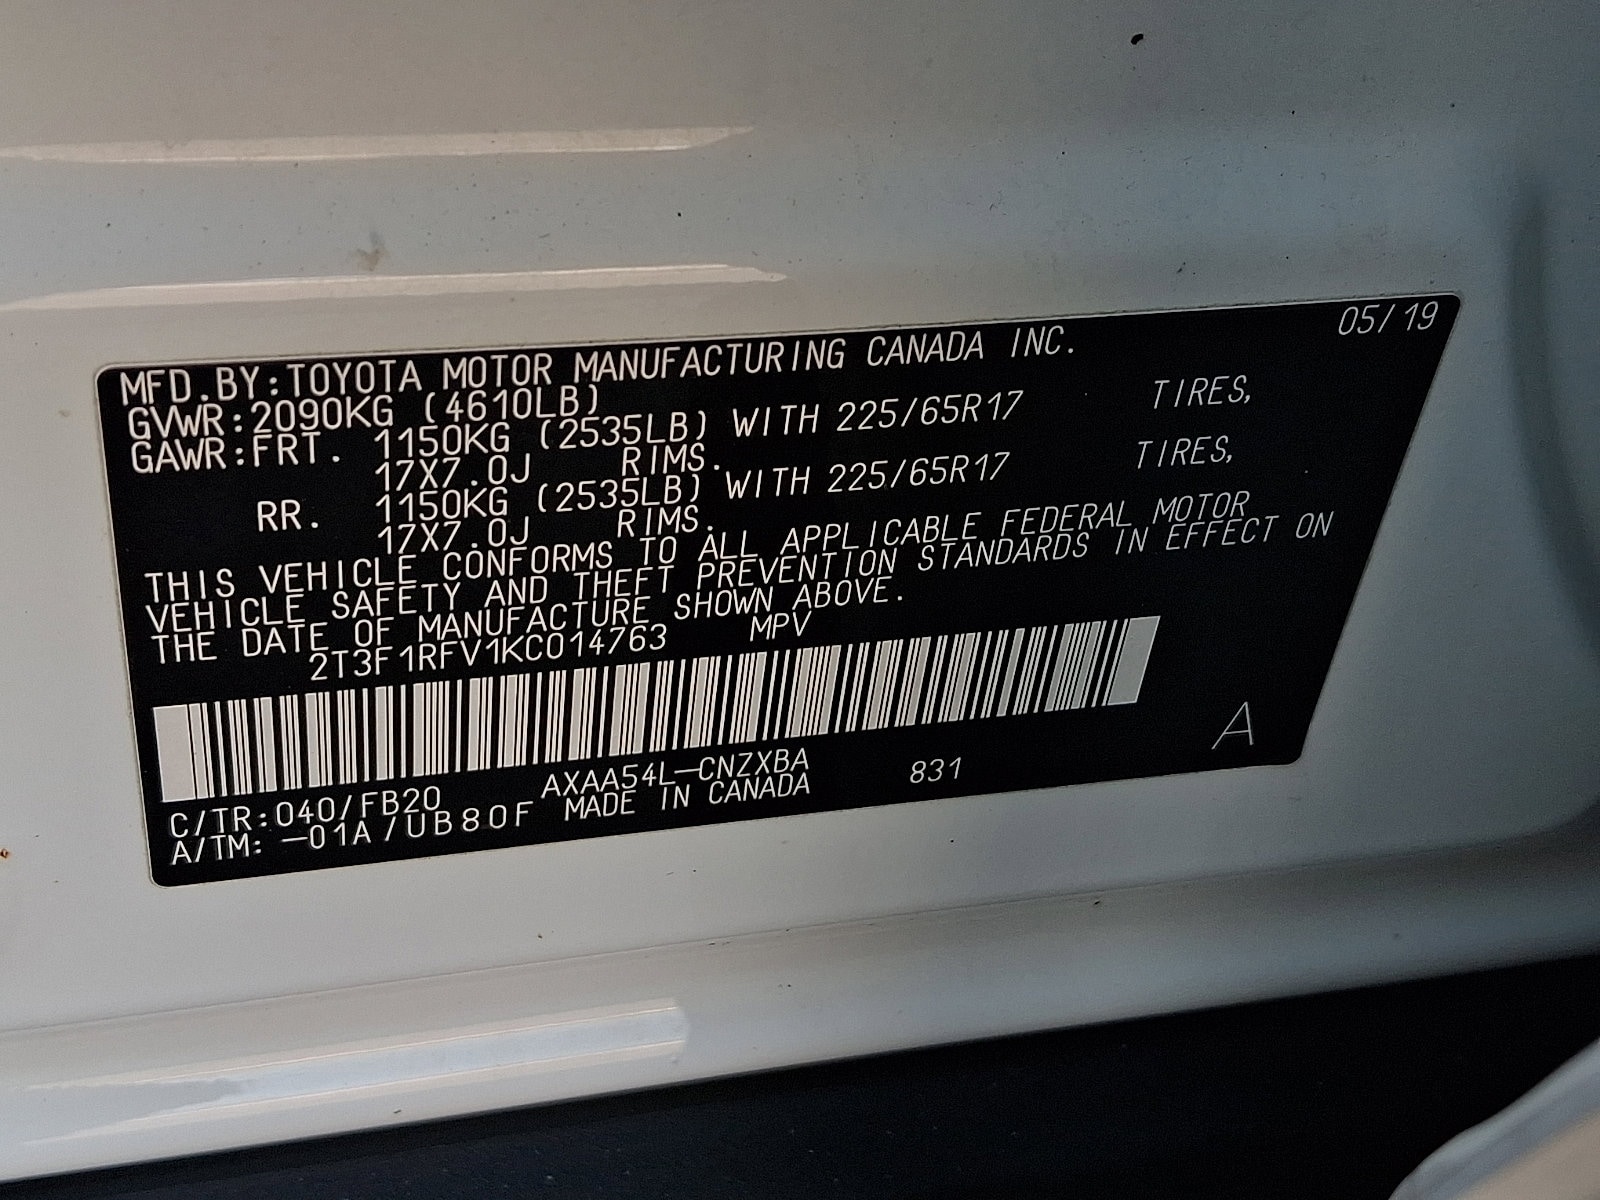 05/19
MFD.BY:TOYOTA MOTOR MANUFACTURING CANADA INC.
GVWR:2090KG (4610LB)
GAWR:FRT. 1150KG (2535LB) WITH 225/65R17 TIRES,
17X7.0J RIMS.
RR. 1150KG (2535LB) WITH 225/65R17 TIRES,
17X7.0J RIMS.
THIS VEHICLE CONFORMS TO ALL APPLICABLE FEDERAL MOTOR
VEHICLE SAFETY AND THEFT PREVENTION STANDARDS IN EFFECT ON
THE DATE OF MANUFACTURE SHOWN ABOVE.
2T3F1RFV1KC014763 MPV
A
AXAA54L-CNZXBA 831
C/TR:040/FB20 MADE IN CANADA
A/TM: -01A/UB80F